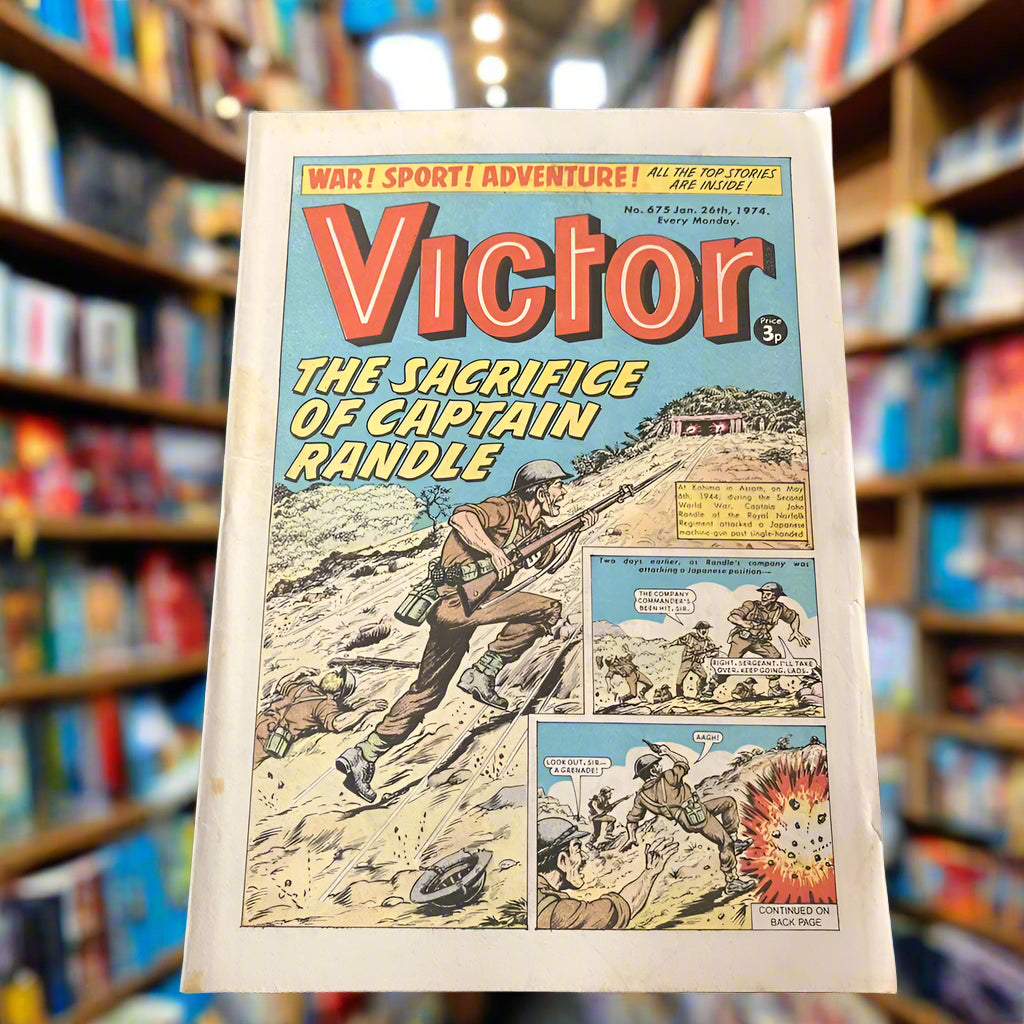 WAR! SPORT! ADVENTURE!
ALL THE TOP STORIES
ARE INSIDE!
No. 675 Jan. 26th, 1974.
Every Monday.
Victor
Price
3p
THE SACRIFICE
OF CAPTAIN
RANDLE
At Kohima in Assam, on May
6th, 1944, during the Second
World War, Captain John
Randle of the Royal Norfolk
Regiment attacked a Japanese
machine-gun post single-handed
Two days earlier, as Randle's company was
attacking a Japanese position—
THE COMPANY
COMMANDER'S
BEEN HIT, SIR.
RIGHT, SERGEANT. I'LL TAKE
OVER. KEEP GOING, LADS.
LOOK OUT, SIR—
A GRENADE!
AAGH!
CONTINUED ON
BACK PAGE